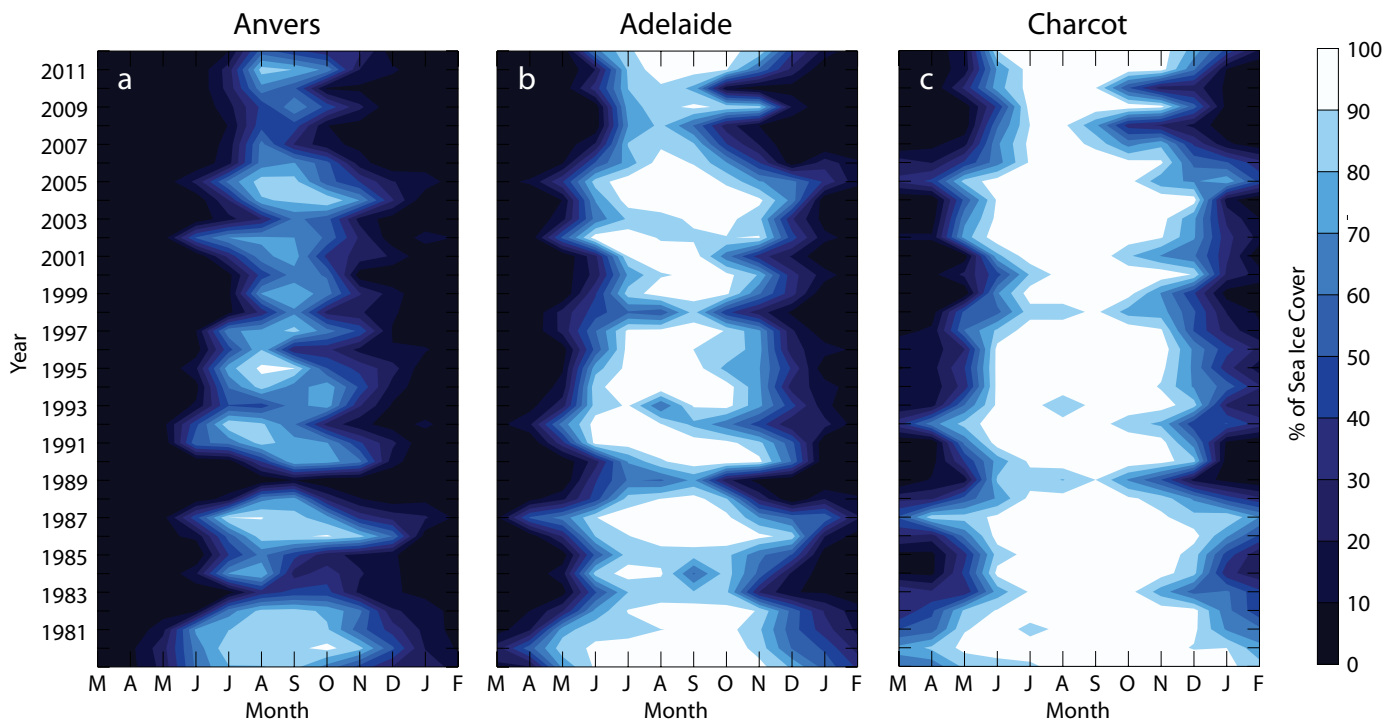 Anvers Adelaide Charcot
a b c
Year
2011
2009
2007
2005
2003
2001
1999
1997
1995
1993
1991
1989
1987
1985
1983
1981
M A M J J A S O N D J F
Month
M A M J J A S O N D J F
Month
M A M J J A S O N D J F
Month
% of Sea Ice Cover
100
90
80
70
60
50
40
30
20
10
0